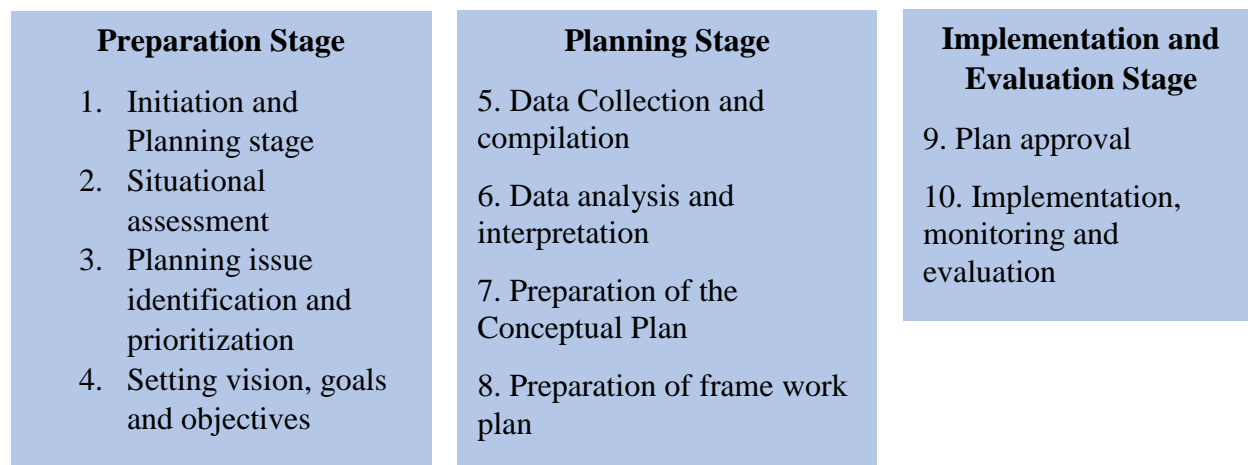 Preparation Stage
1. Initiation and
Planning stage
2. Situational
assessment
3. Planning issue
identification and
prioritization
4. Setting vision, goals
and objectives
Planning Stage
5. Data Collection and
compilation
6. Data analysis and
interpretation
7. Preparation of the
Conceptual Plan
8. Preparation of frame work
plan
Implementation and
Evaluation Stage
9. Plan approval
10. Implementation,
monitoring and
evaluation